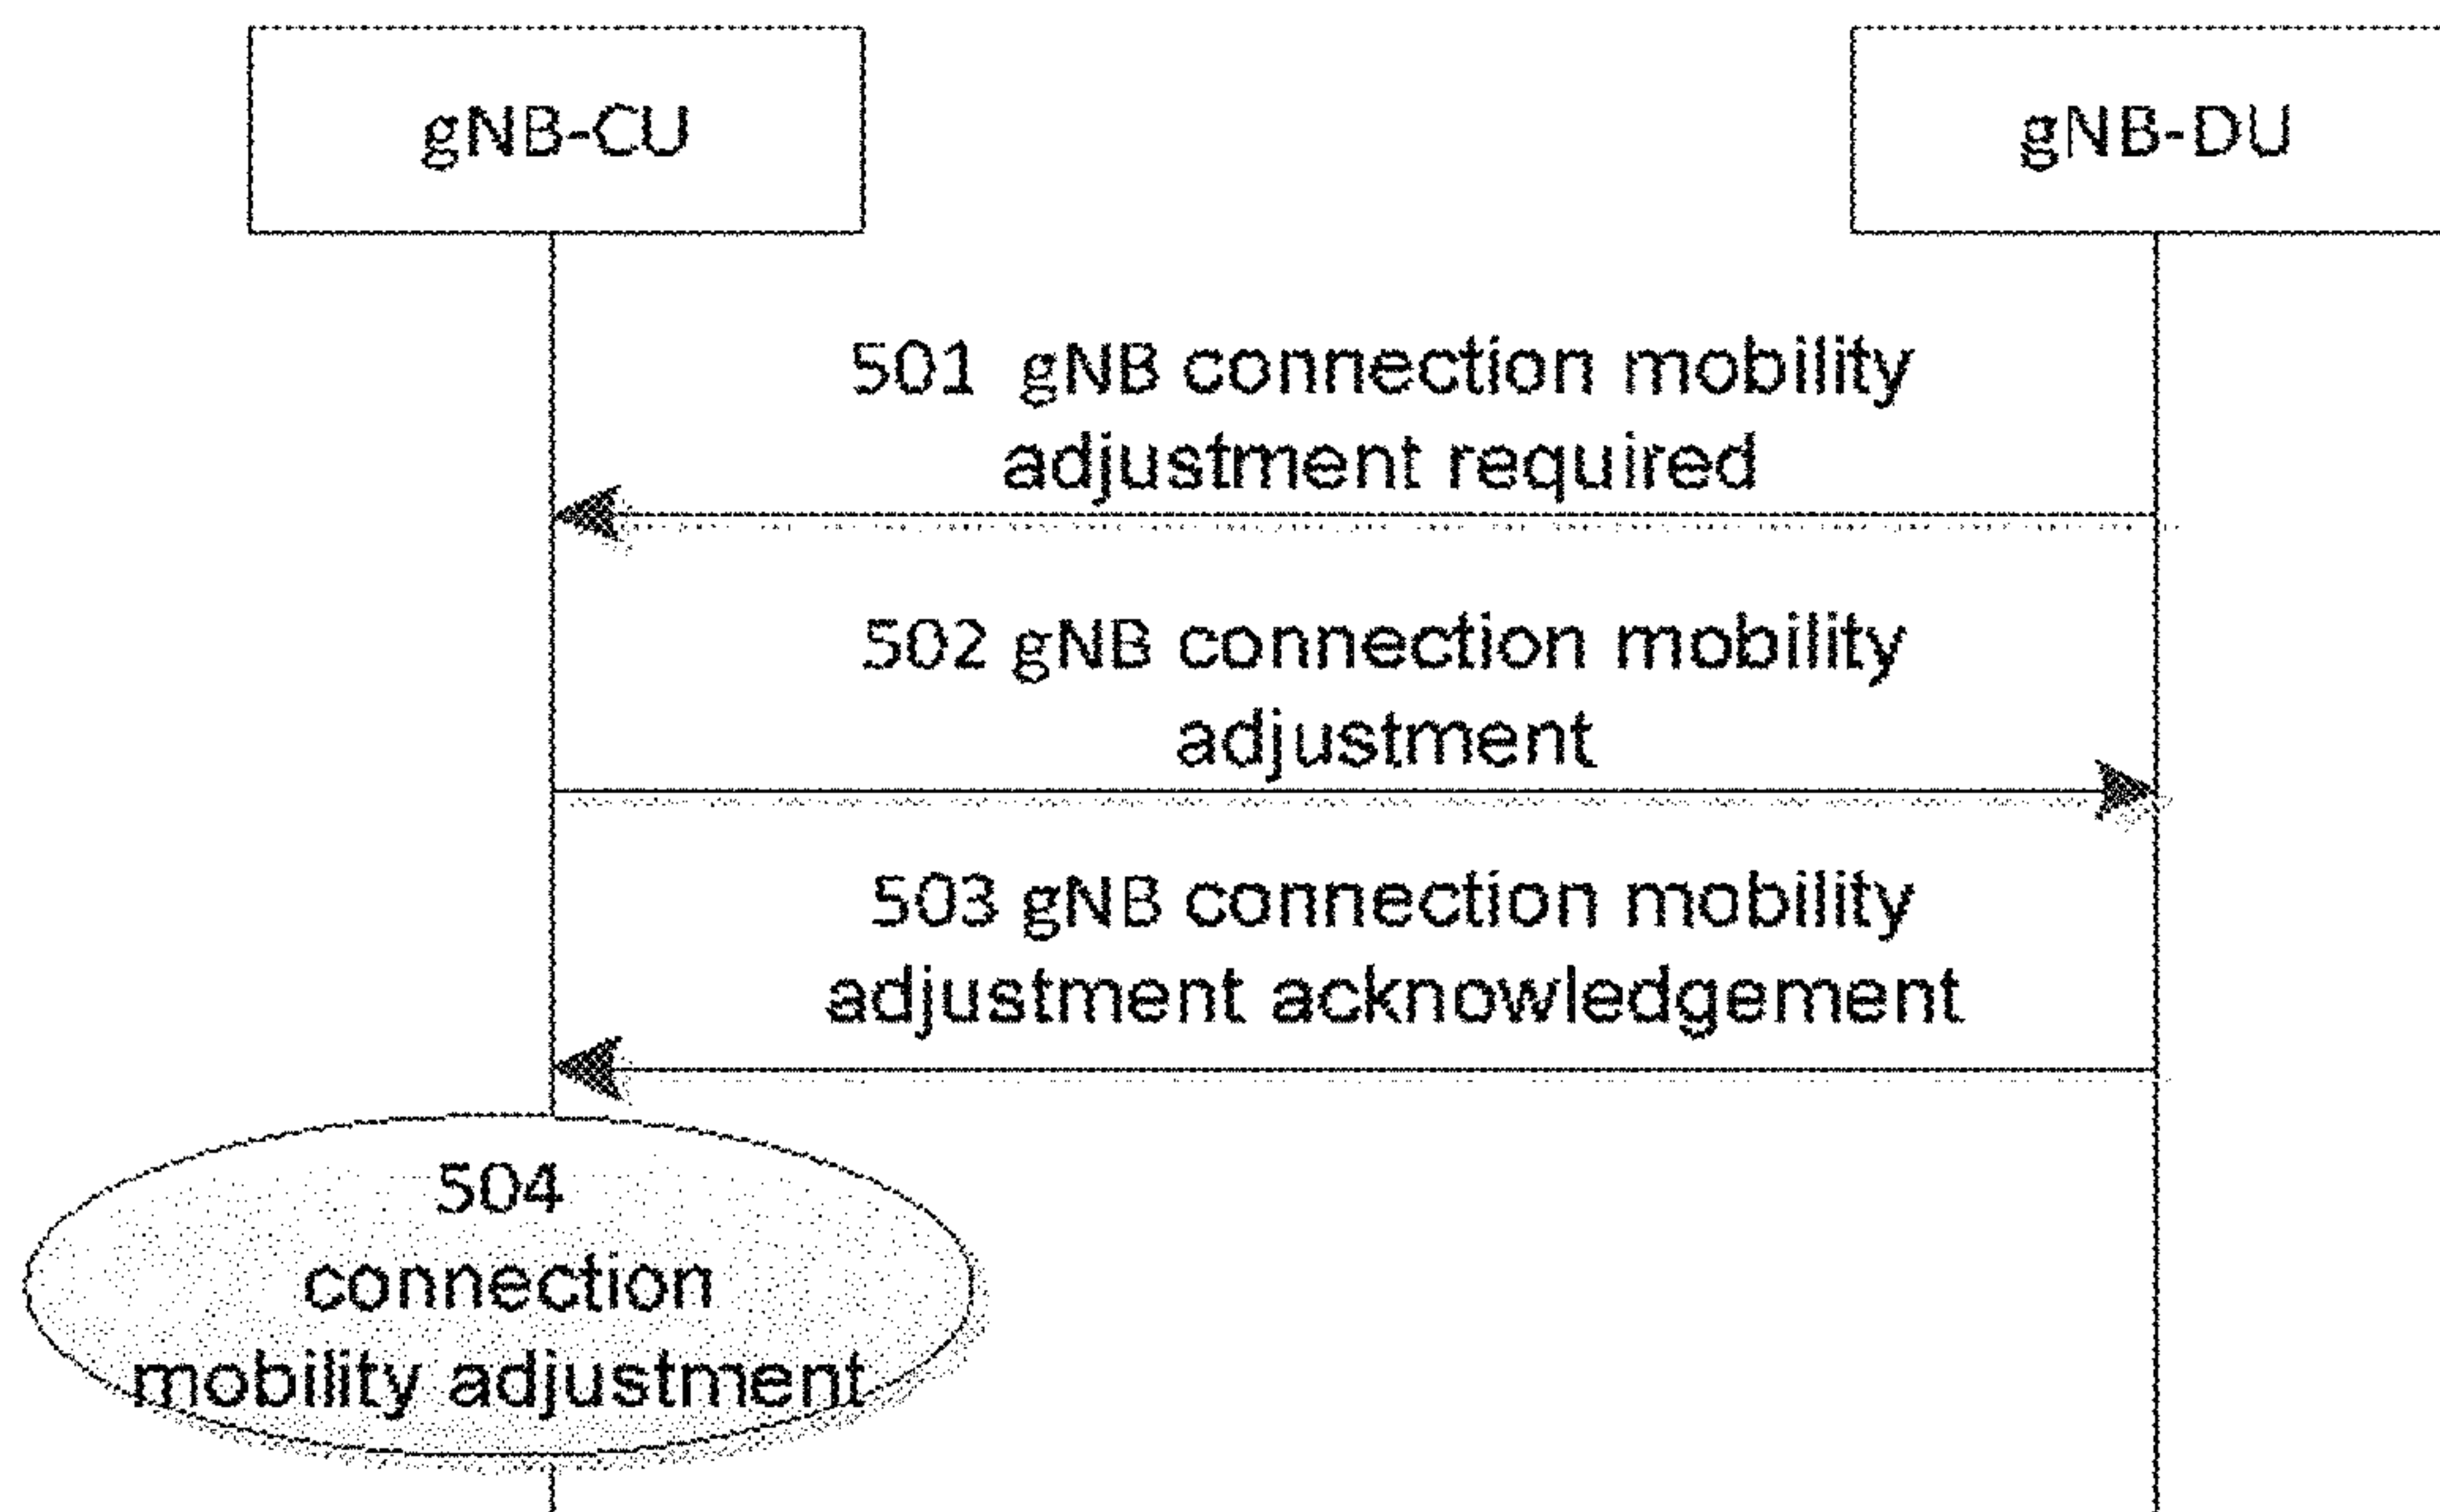 gNB-CU
gNB-DU
501 gNB connection mobility
adjustment required
502 gNB connection mobility
adjustment
503 gNB connection mobility
adjustment acknowledgement
504
connection
mobility adjustment